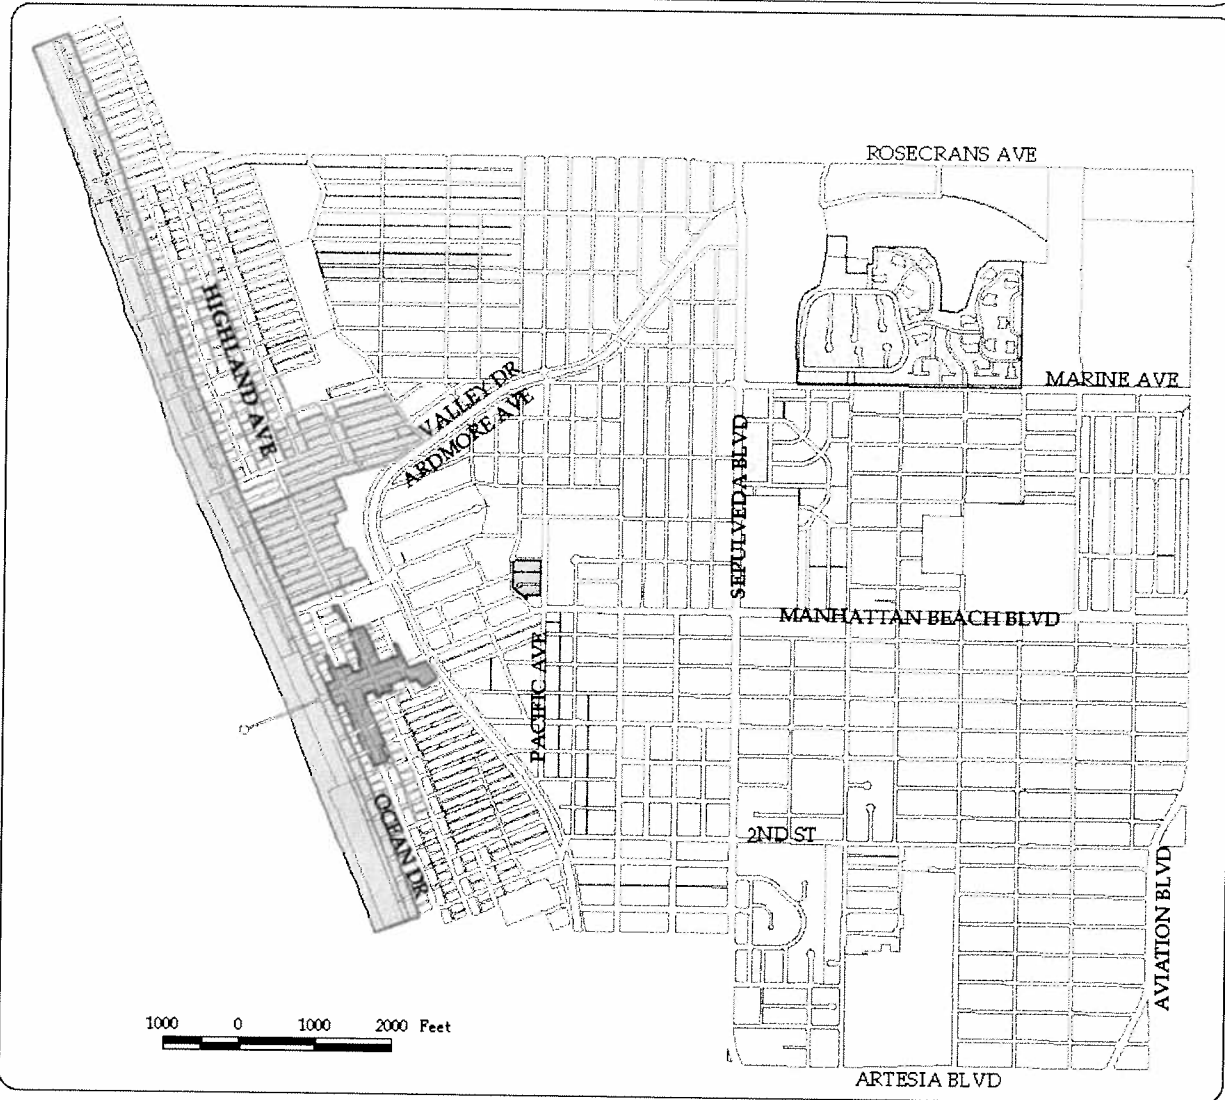 ROSECRANS AVE
HIGHLAND AVE
VALLEY DR
ARDMORE AVE
MARINE AVE
SEPULVEDA BLVD
MANHATTAN BEACH BLVD
PACIFIC AVE
OCEAN DR
2ND ST
AVIATION BLVD
1000 0 1000 2000 Feet
ARTESIA BLVD